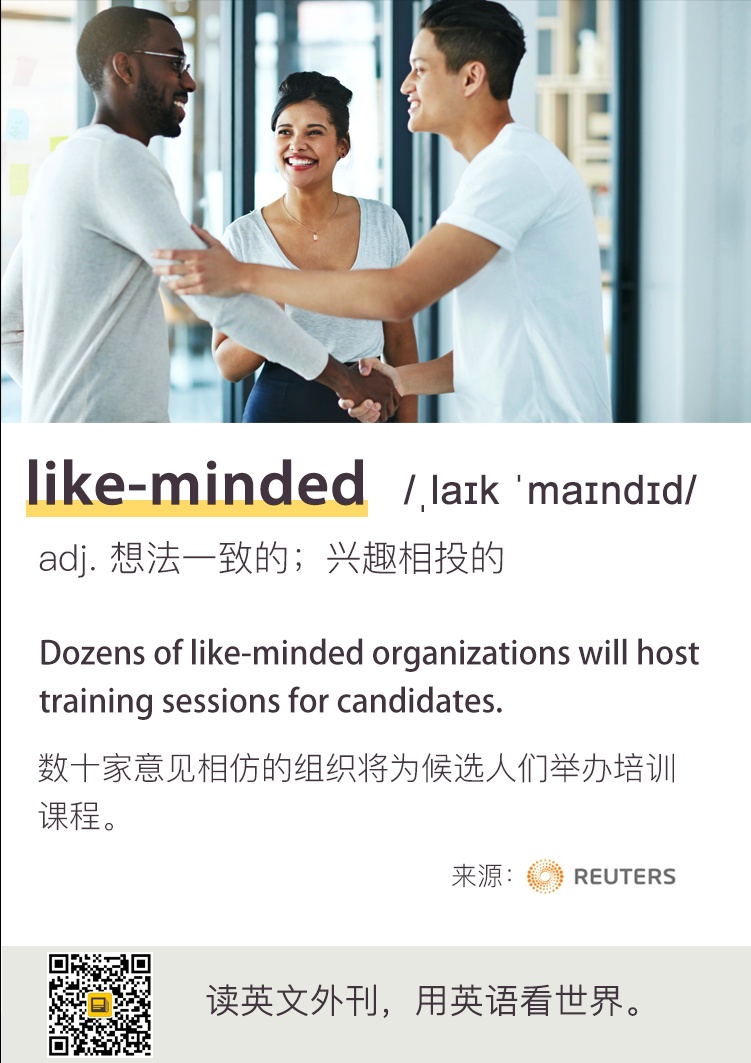 like-minded /ˌlaɪk ˈmaɪndɪd/
adj. 想法一致的；兴趣相投的
Dozens of like-minded organizations will host
training sessions for candidates.
数十家意见相仿的组织将为候选人们举办培训
课程。
来源： REUTERS
读英文外刊，用英语看世界。